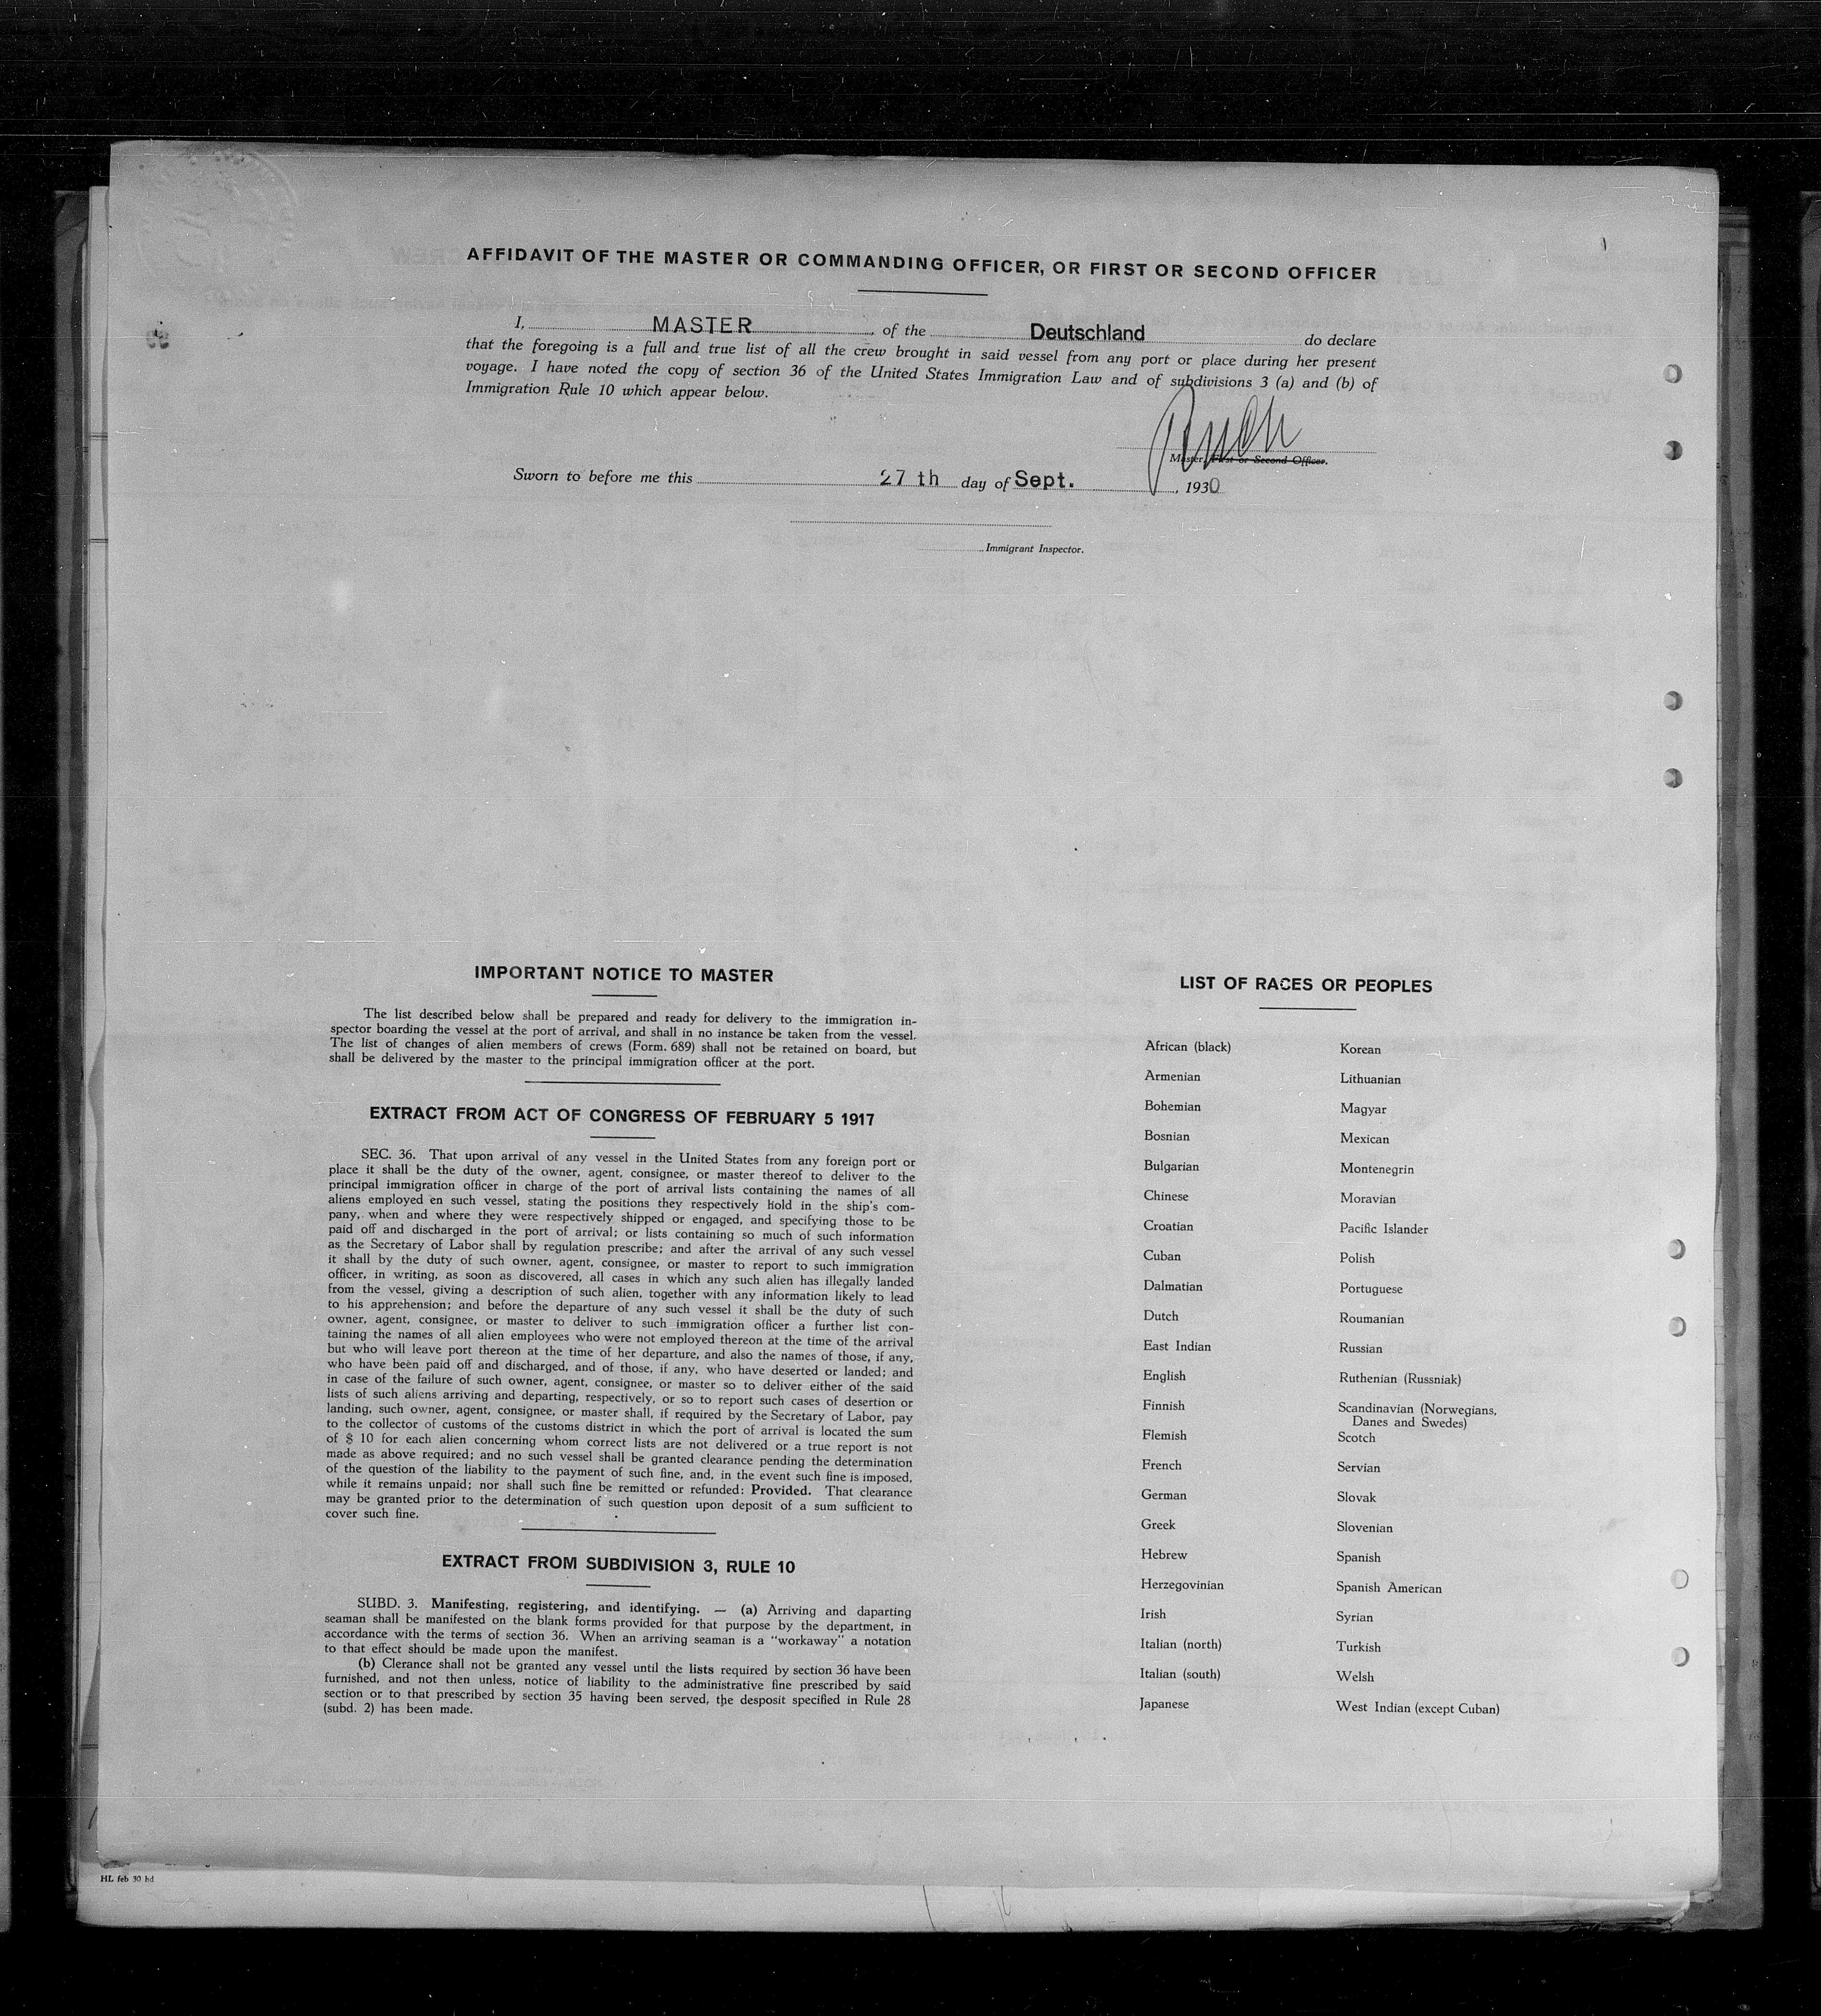 AFFIDAVIT OF THE MASTER OR COMMANDING OFFICER, OR FIRST OR SECOND OFFICER
I, MASTER of the Deutschland do declare
that the foregoing is a full and true list of all the crew brought in said vessel from any port or place during her present
voyage. I have noted the copy of section 36 of the United States Immigration Law and of subdivisions 3 (a) and (b) of
Immigration Rule 10 which appear below.
Master, First or Second Officer.
Sworn to before me this 27 th day of Sept. , 1930
Immigrant Inspector.
IMPORTANT NOTICE TO MASTER
The list described below shall be prepared and ready for delivery to the immigration in-
spector boarding the vessel at the port of arrival, and shall in no instance be taken from the vessel.
The list of changes of alien members of crews (Form. 689) shall not be retained on board, but
shall be delivered by the master to the principal immigration officer at the port.
EXTRACT FROM ACT OF CONGRESS OF FEBRUARY 5 1917
SEC. 36. That upon arrival of any vessel in the United States from any foreign port or
place it shall be the duty of the owner, agent, consignee, or master thereof to deliver to the
principal immigration officer in charge of the port of arrival lists containing the names of all
aliens employed en such vessel, stating the positions they respectively hold in the ship's com-
pany, when and where they were respectively shipped or engaged, and specifying those to be
paid off and discharged in the port of arrival; or lists containing so much of such information
as the Secretary of Labor shall by regulation prescribe; and after the arrival of any such vessel
it shall by the duty of such owner, agent, consignee, or master to report to such immigration
officer, in writing, as soon as discovered, all cases in which any such alien has illegally landed
from the vessel, giving a description of such alien, together with any information likely to lead
to his apprehension; and before the departure of any such vessel it shall be the duty of such
owner, agent, consignee, or master to deliver to such immigration officer a further list con-
taining the names of all alien employees who were not employed thereon at the time of the arrival
but who will leave port thereon at the time of her departure, and also the names of those, if any,
who have been paid off and discharged, and of those, if any, who have deserted or landed; and
in case of the failure of such owner, agent, consignee, or master so to deliver either of the said
lists of such aliens arriving and departing, respectively, or so to report such cases of desertion or
landing, such owner, agent, consignee, or master shall, if required by the Secretary of Labor, pay
to the collector of customs of the customs district in which the port of arrival is located the sum
of $ 10 for each alien concerning whom correct lists are not delivered or a true report is not
made as above required; and no such vessel shall be granted clearance pending the determination
of the question of the liability to the payment of such fine, and, in the event such fine is imposed,
while it remains unpaid; nor shall such fine be remitted or refunded: Provided. That clearance
may be granted prior to the determination of such question upon deposit of a sum sufficient to
cover such fine.
EXTRACT FROM SUBDIVISION 3, RULE 10
SUBD. 3. Manifesting, registering, and identifying. — (a) Arriving and daparting
seaman shall be manifested on the blank forms provided for that purpose by the department, in
accordance with the terms of section 36. When an arriving seaman is a "workaway" a notation
to that effect should be made upon the manifest.
(b) Clerance shall not be granted any vessel until the lists required by section 36 have been
furnished, and not then unless, notice of liability to the administrative fine prescribed by said
section or to that prescribed by section 35 having been served, the desposit specified in Rule 28
(subd. 2) has been made.
LIST OF RACES OR PEOPLES
African (black)
Armenian
Bohemian
Bosnian
Bulgarian
Chinese
Croatian
Cuban
Dalmatian
Dutch
East Indian
English
Finnish
Flemish
French
German
Greek
Hebrew
Herzegovinian
Irish
Italian (north)
Italian (south)
Japanese
Korean
Lithuanian
Magyar
Mexican
Montenegrin
Moravian
Pacific Islander
Polish
Portuguese
Roumanian
Russian
Ruthenian (Russniak)
Scandinavian (Norwegians,
Danes and Swedes)
Scotch
Servian
Slovak
Slovenian
Spanish
Spanish American
Syrian
Turkish
Welsh
West Indian (except Cuban)
HL feb 30 hd